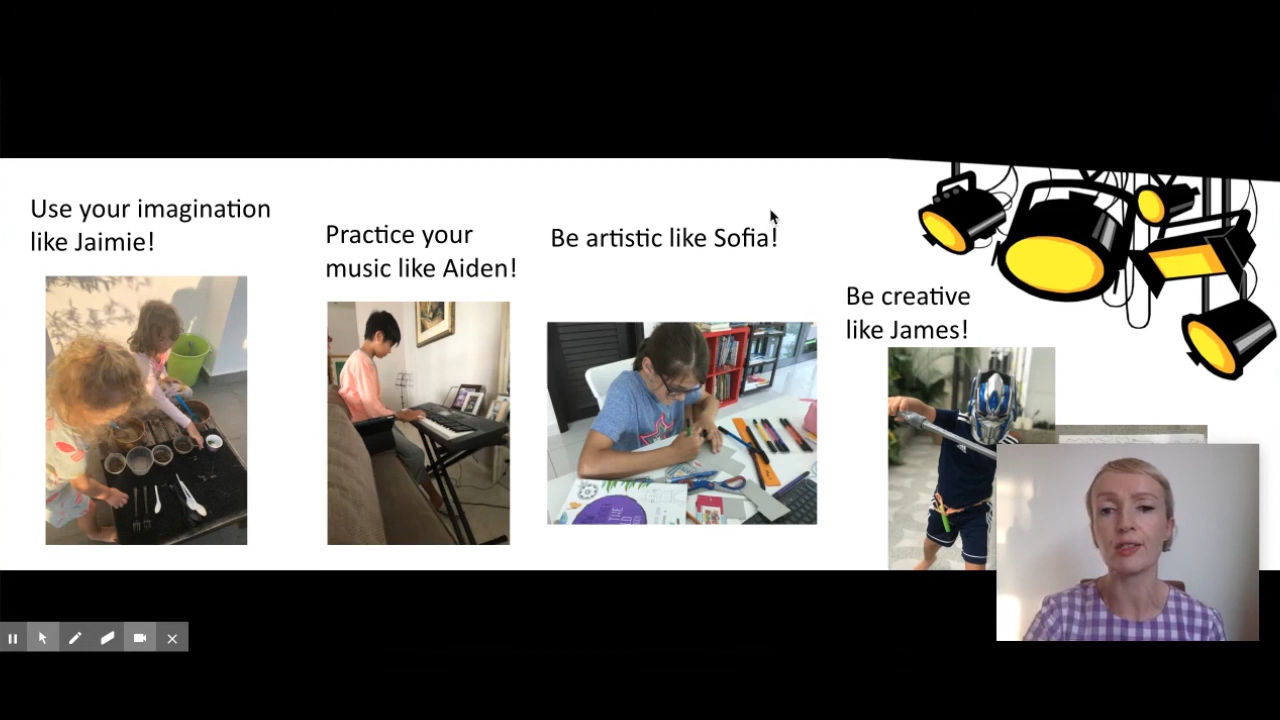 Use your imagination
like Jaimie!
Practice your
music like Aiden!
Be artistic like Sofia!
Be creative
like James!